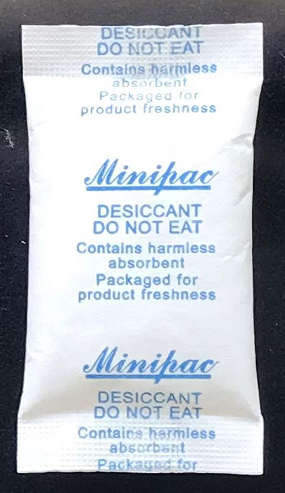 DESICCANT
DO NOT EAT
Contains harmless
absorbent
Packaged for
product freshness
Minipac
DESICCANT
DO NOT EAT
Contains harmless
absorbent
Packaged for
product freshness
Minipac
DESICCANT
DO NOT EAT
Contains harmless
absorbent
Packaged for